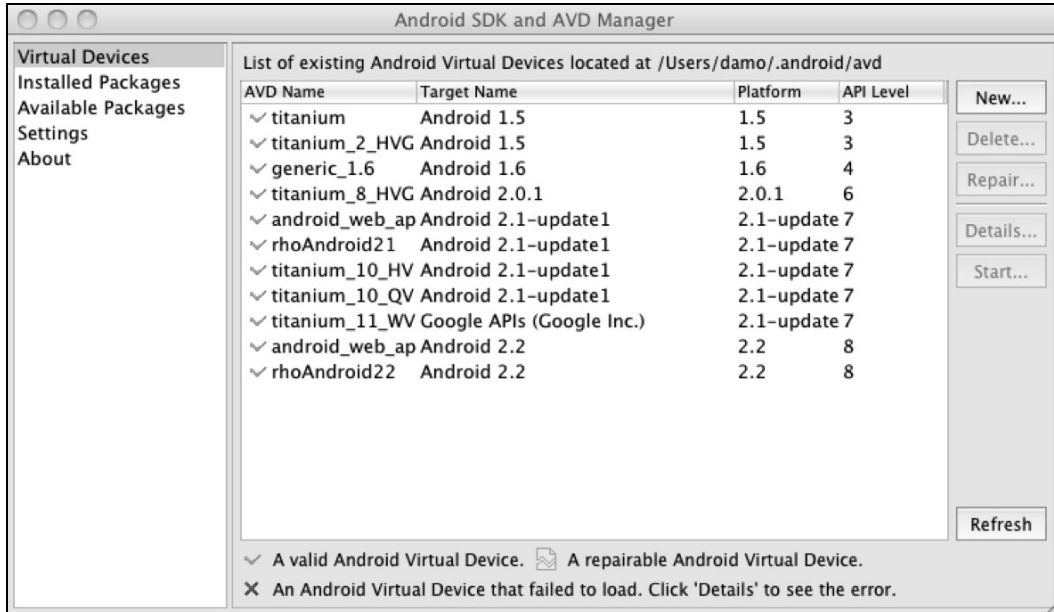 Android SDK and AVD Manager
Virtual Devices
Installed Packages
Available Packages
Settings
About
List of existing Android Virtual Devices located at /Users/damo/.android/avd
AVD Name Target Name Platform API Level
titanium Android 1.5 1.5 3
titanium_2_HVG Android 1.5 1.5 3
generic_1.6 Android 1.6 1.6 4
titanium_8_HVG Android 2.0.1 2.0.1 6
android_web_ap Android 2.1-update1 2.1-update 7
rhoAndroid21 Android 2.1-update1 2.1-update 7
titanium_10_HV Android 2.1-update1 2.1-update 7
titanium_10_QV Android 2.1-update1 2.1-update 7
titanium_11_WV Google APIs (Google Inc.) 2.1-update 7
android_web_ap Android 2.2 2.2 8
rhoAndroid22 Android 2.2 2.2 8
New...
Delete...
Repair...
Details...
Start...
Refresh
A valid Android Virtual Device. A repairable Android Virtual Device.
An Android Virtual Device that failed to load. Click 'Details' to see the error.